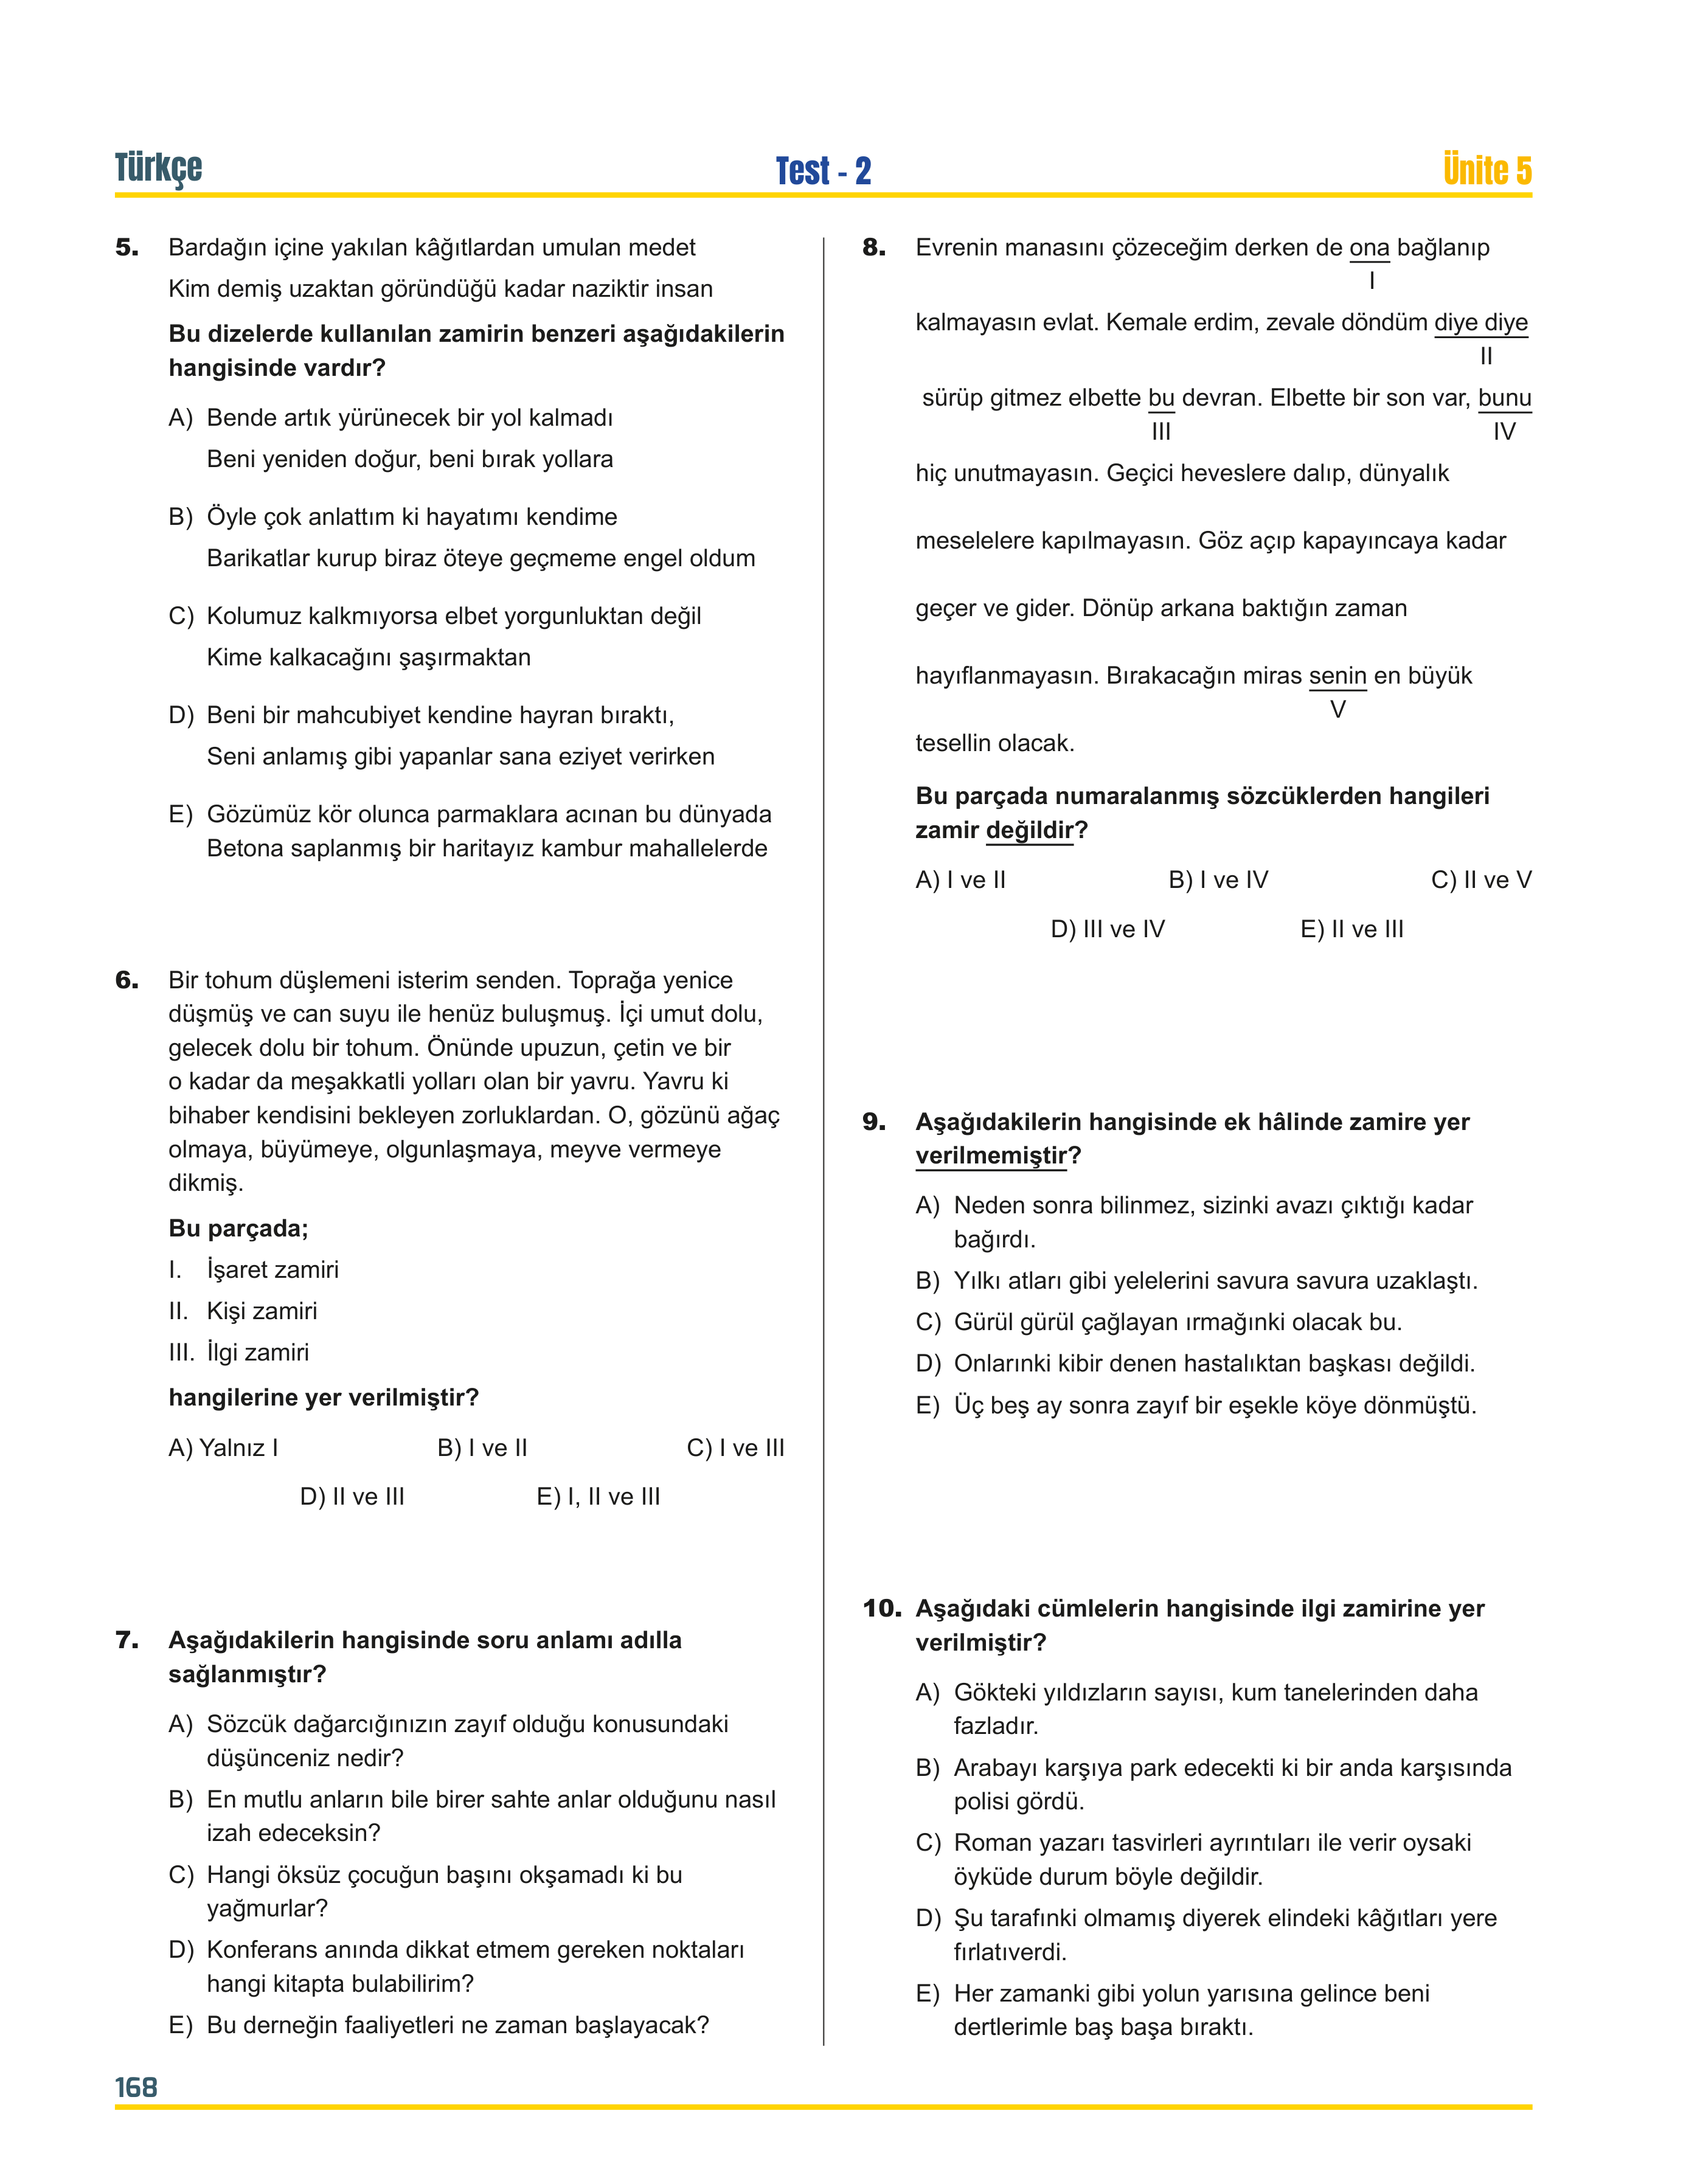 Türkçe
Test - 2
Ünite 5
5. Bardağın içine yakılan kâğıtlardan umulan medet
Kim demiş uzaktan göründüğü kadar naziktir insan
Bu dizelerde kullanılan zamirin benzeri aşağıdakilerin
hangisinde vardır?
A) Bende artık yürünecek bir yol kalmadı
Beni yeniden doğur, beni bırak yollara
B) Öyle çok anlattım ki hayatımı kendime
Barikatlar kurup biraz öteye geçmeme engel oldum
C) Kolumuz kalkmıyorsa elbet yorgunluktan değil
Kime kalkacağını şaşırmaktan
D) Beni bir mahcubiyet kendine hayran bıraktı,
Seni anlamış gibi yapanlar sana eziyet verirken
E) Gözümüz kör olunca parmaklara acınan bu dünyada
Betona saplanmış bir haritayız kambur mahallelerde
6. Bir tohum düşlemeni isterim senden. Toprağa yenice
düşmüş ve can suyu ile henüz buluşmuş. İçi umut dolu,
gelecek dolu bir tohum. Önünde upuzun, çetin ve bir
o kadar da meşakkatli yolları olan bir yavru. Yavru ki
bihaber kendisini bekleyen zorluklardan. O, gözünü ağaç
olmaya, büyümeye, olgunlaşmaya, meyve vermeye
dikmiş.
Bu parçada;
I. İşaret zamiri
II. Kişi zamiri
III. İlgi zamiri
hangilerine yer verilmiştir?
A) Yalnız I B) I ve II C) I ve III
D) II ve III E) I, II ve III
7. Aşağıdakilerin hangisinde soru anlamı adılla
sağlanmıştır?
A) Sözcük dağarcığınızın zayıf olduğu konusundaki
düşünceniz nedir?
B) En mutlu anların bile birer sahte anlar olduğunu nasıl
izah edeceksin?
C) Hangi öksüz çocuğun başını okşamadı ki bu
yağmurlar?
D) Konferans anında dikkat etmem gereken noktaları
hangi kitapta bulabilirim?
E) Bu derneğin faaliyetleri ne zaman başlayacak?
8. Evrenin manasını çözeceğim derken de ona bağlanıp
I
kalmayasın evlat. Kemale erdim, zevale döndüm diye diye
II
sürüp gitmez elbette bu devran. Elbette bir son var, bunu
III IV
hiç unutmayasın. Geçici heveslere dalıp, dünyalık
meselelere kapılmayasın. Göz açıp kapayıncaya kadar
geçer ve gider. Dönüp arkana baktığın zaman
hayıflanmayasın. Bırakacağın miras senin en büyük
V
tesellin olacak.
Bu parçada numaralanmış sözcüklerden hangileri
zamir değildir?
A) I ve II B) I ve IV C) II ve V
D) III ve IV E) II ve III
9. Aşağıdakilerin hangisinde ek hâlinde zamire yer
verilmemiştir?
A) Neden sonra bilinmez, sizinki avazı çıktığı kadar
bağırdı.
B) Yılkı atları gibi yelelerini savura savura uzaklaştı.
C) Gürül gürül çağlayan ırmağınki olacak bu.
D) Onlarınki kibir denen hastalıktan başkası değildi.
E) Üç beş ay sonra zayıf bir eşekle köye dönmüştü.
10. Aşağıdaki cümlelerin hangisinde ilgi zamirine yer
verilmiştir?
A) Gökteki yıldızların sayısı, kum tanelerinden daha
fazladır.
B) Arabayı karşıya park edecekti ki bir anda karşısında
polisi gördü.
C) Roman yazarı tasvirleri ayrıntıları ile verir oysaki
öyküde durum böyle değildir.
D) Şu tarafınki olmamış diyerek elindeki kâğıtları yere
fırlatıverdi.
E) Her zamanki gibi yolun yarısına gelince beni
dertlerimle baş başa bıraktı.
168